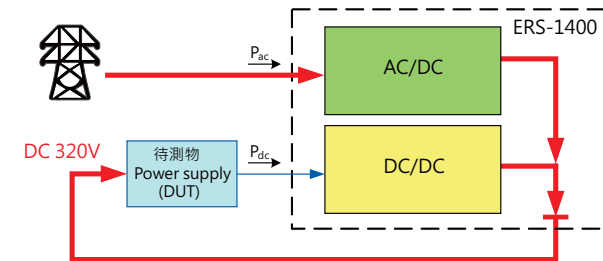 ERS-1400
Pac
AC/DC
DC 320V
待測物
Power supply
(DUT)
Pdc
DC/DC